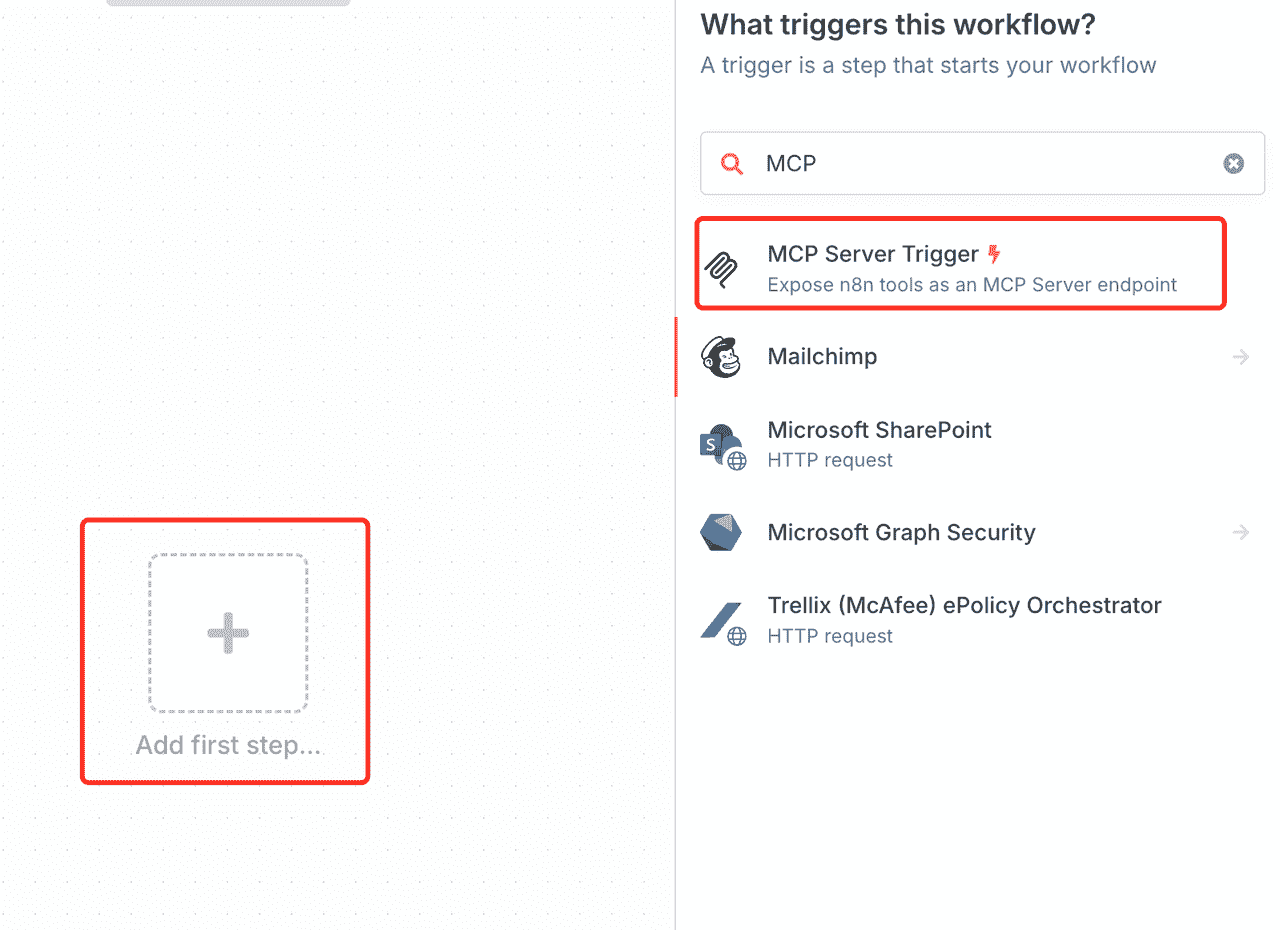 What triggers this workflow?
A trigger is a step that starts your workflow
MCP
MCP Server Trigger
Expose n8n tools as an MCP Server endpoint
Mailchimp
Microsoft SharePoint
S
HTTP request
Microsoft Graph Security
Trellix (McAfee) ePolicy Orchestrator
HTTP request
Add first step...